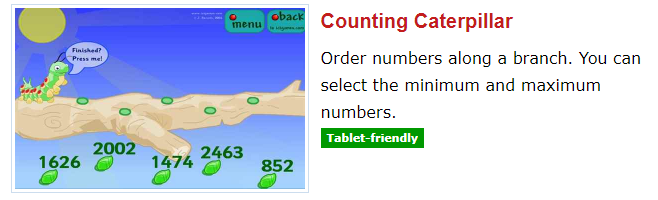 menu
back
Finished?
Press me!
1626
2002
1474
2463
852
Counting Caterpillar
Order numbers along a branch. You can
select the minimum and maximum
numbers.
Tablet-friendly